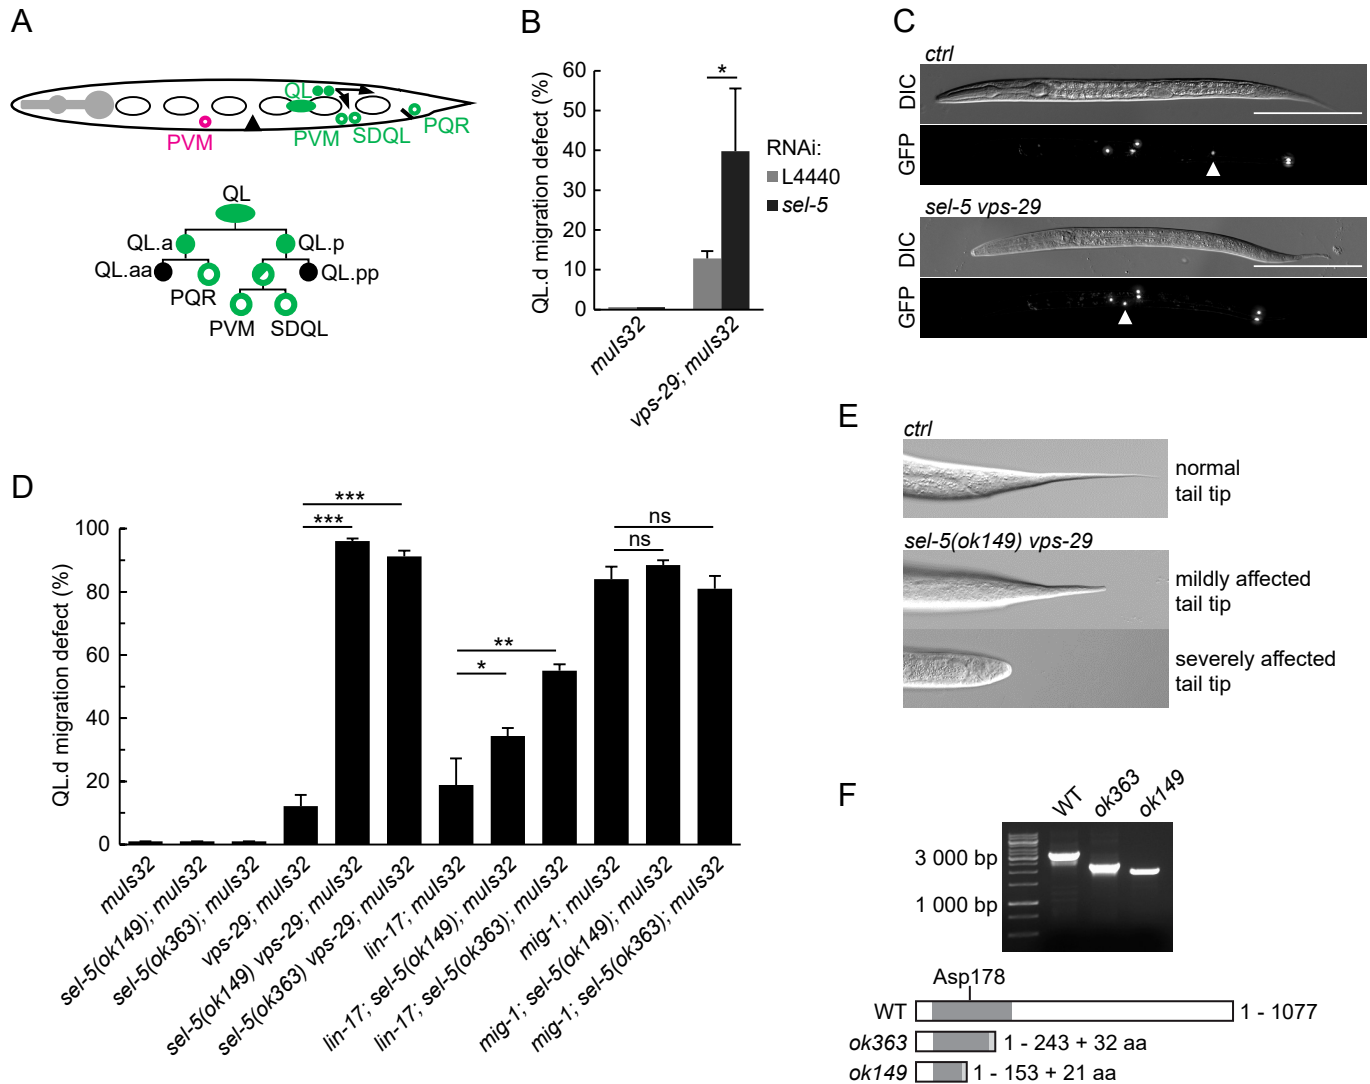 A
QL
PVM
PVM
SDQL
PQR
QL
QL.a
QL.p
QL.aa
QL.pp
PQR
PVM
SDQL
B
QL.d migration defect (%)
60
50
40
30
20
10
0
*
RNAi:
L4440
sel-5
muIs32
vps-29; muIs32
C
ctrl
DIC
GFP
sel-5 vps-29
DIC
GFP
D
QL.d migration defect (%)
100
80
60
40
20
0
***
***
*
**
ns
ns
muIs32
sel-5(ok149); muIs32
sel-5(ok363); muIs32
vps-29; muIs32
sel-5(ok149) vps-29; muIs32
sel-5(ok363) vps-29; muIs32
lin-17; muIs32
lin-17; sel-5(ok149); muIs32
lin-17; sel-5(ok363); muIs32
mig-1; muIs32
mig-1; sel-5(ok149); muIs32
mig-1; sel-5(ok363); muIs32
E
ctrl
normal
tail tip
sel-5(ok149) vps-29
mildly affected
tail tip
severely affected
tail tip
F
WT
ok363
ok149
3 000 bp
1 000 bp
Asp178
WT
1 - 1077
ok363
1 - 243 + 32 aa
ok149
1 - 153 + 21 aa